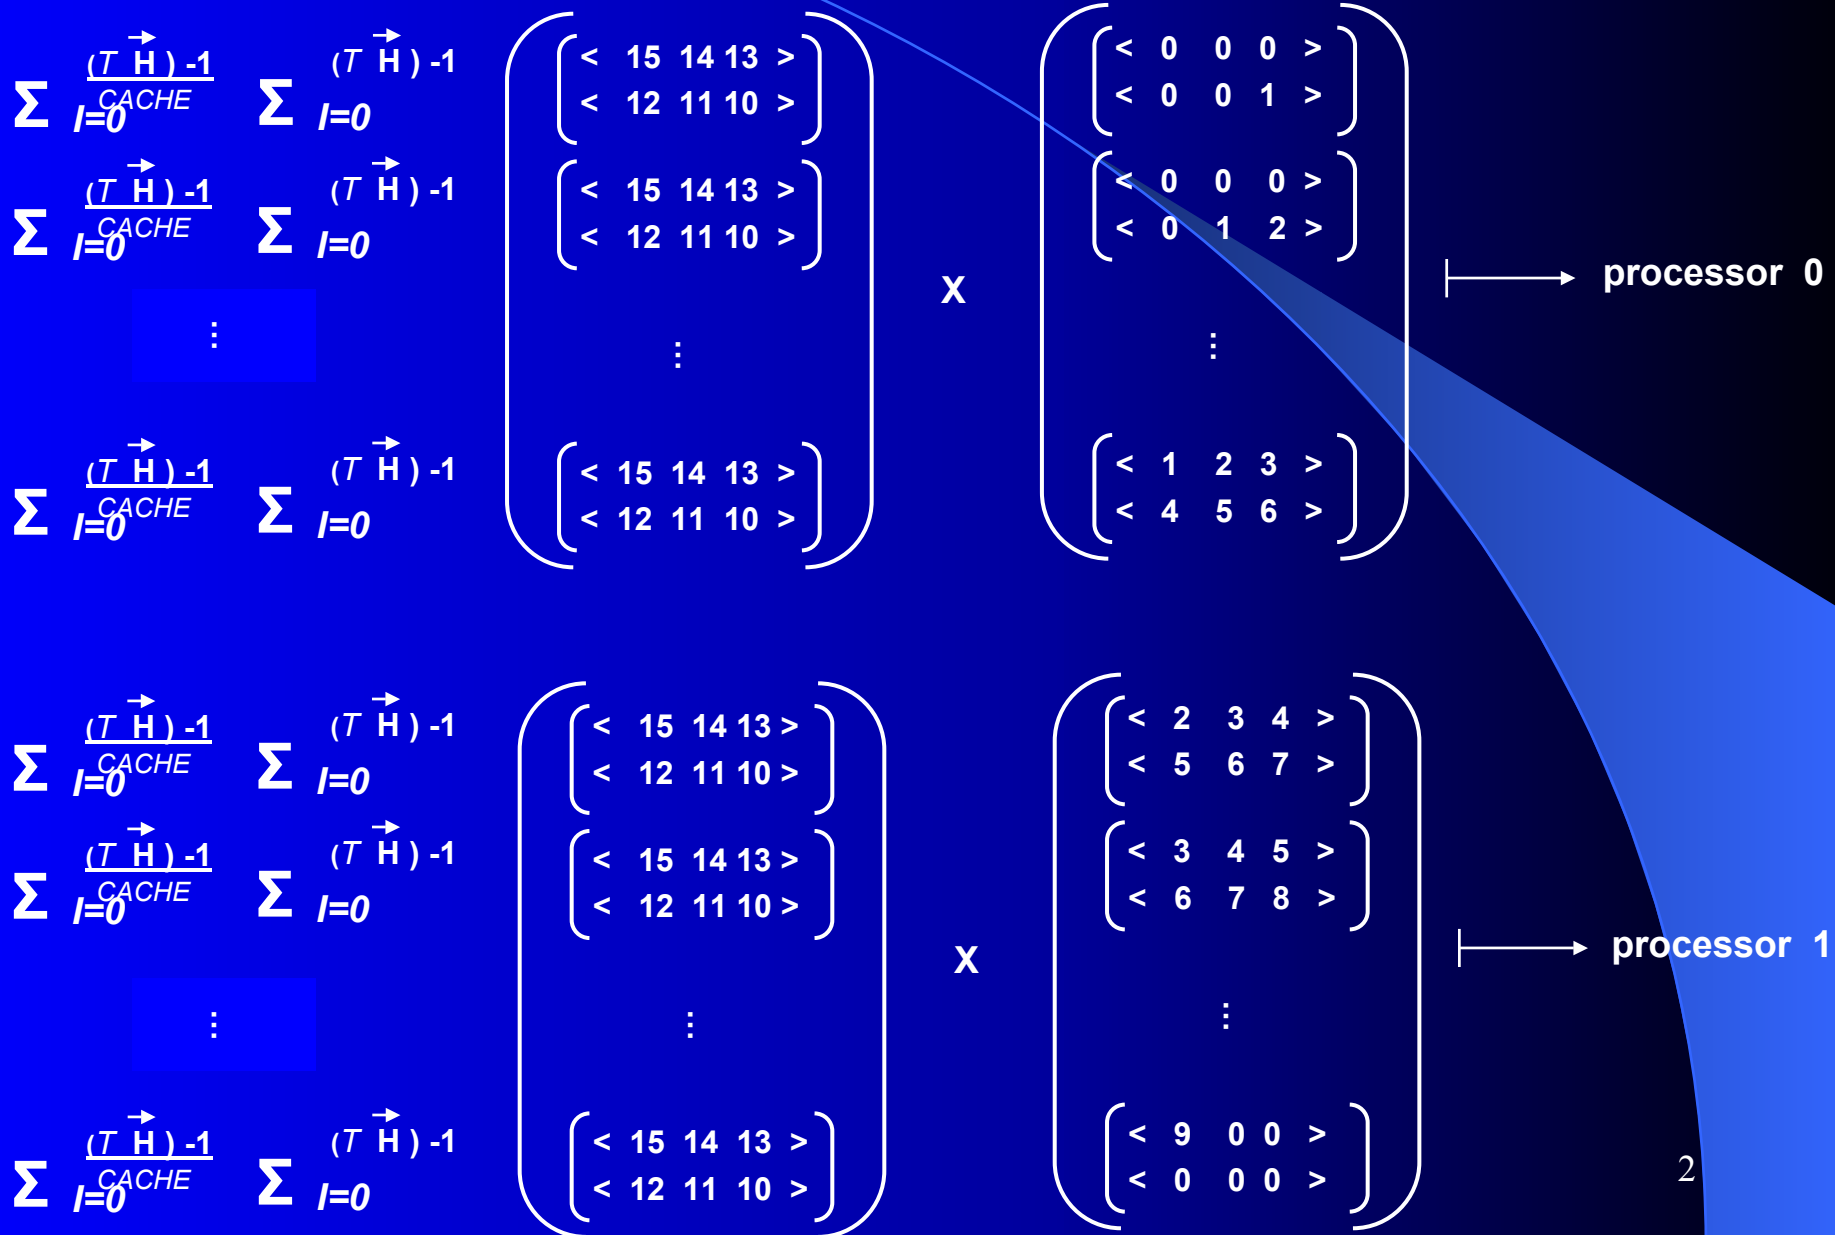 Σ (T H ) -1 CACHE I=0 Σ (T H ) -1 I=0 < 15 14 13 > < 0 0 0 >
< 12 11 10 > < 0 0 1 >
Σ (T H ) -1 CACHE I=0 Σ (T H ) -1 I=0 < 15 14 13 > < 0 0 0 >
< 12 11 10 > < 0 1 2 >
x processor 0
... ... ...
Σ (T H ) -1 CACHE I=0 Σ (T H ) -1 I=0 < 15 14 13 > < 1 2 3 >
< 12 11 10 > < 4 5 6 >
Σ (T H ) -1 CACHE I=0 Σ (T H ) -1 I=0 < 15 14 13 > < 2 3 4 >
< 12 11 10 > < 5 6 7 >
Σ (T H ) -1 CACHE I=0 Σ (T H ) -1 I=0 < 15 14 13 > < 3 4 5 >
< 12 11 10 > < 6 7 8 >
x processor 1
... ... ...
Σ (T H ) -1 CACHE I=0 Σ (T H ) -1 I=0 < 15 14 13 > < 9 0 0 >
< 12 11 10 > < 0 0 0 >
2